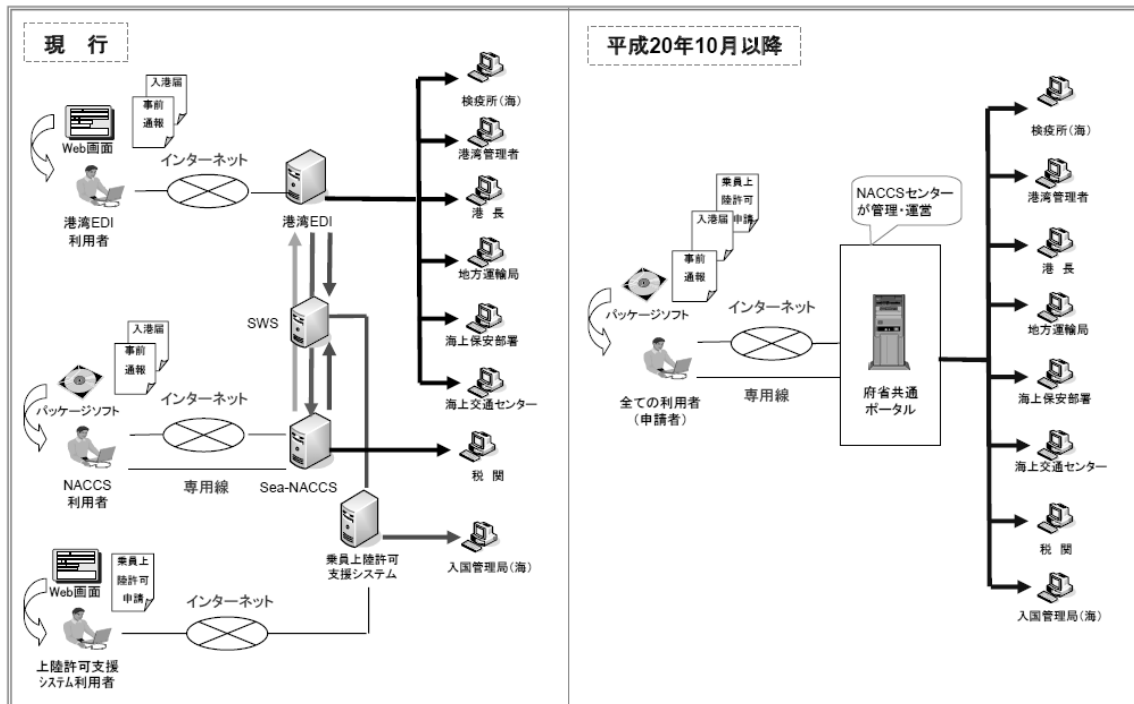 現 行
入港届
事前
通報
Web画面
インターネット
港湾EDI
利用者
港湾EDI
検疫所(海)
港湾管理者
港 長
地方運輸局
海上保安部署
海上交通センター
SWS
入港届
事前
通報
パッケージソフト
インターネット
NACCS
利用者
専用線
Sea-NACCS
税 関
乗員上陸許可
支援システム
入国管理局(海)
乗員上
陸許可
申請
Web画面
インターネット
上陸許可支援
システム利用者
平成20年10月以降
乗員上
陸許可
申請
入港届
事前
通報
パッケージソフト
インターネット
全ての利用者
(申請者)
専用線
NACCSセンター
が管理・運営
府省共通
ポータル
検疫所(海)
港湾管理者
港 長
地方運輸局
海上保安部署
海上交通センター
税 関
入国管理局(海)